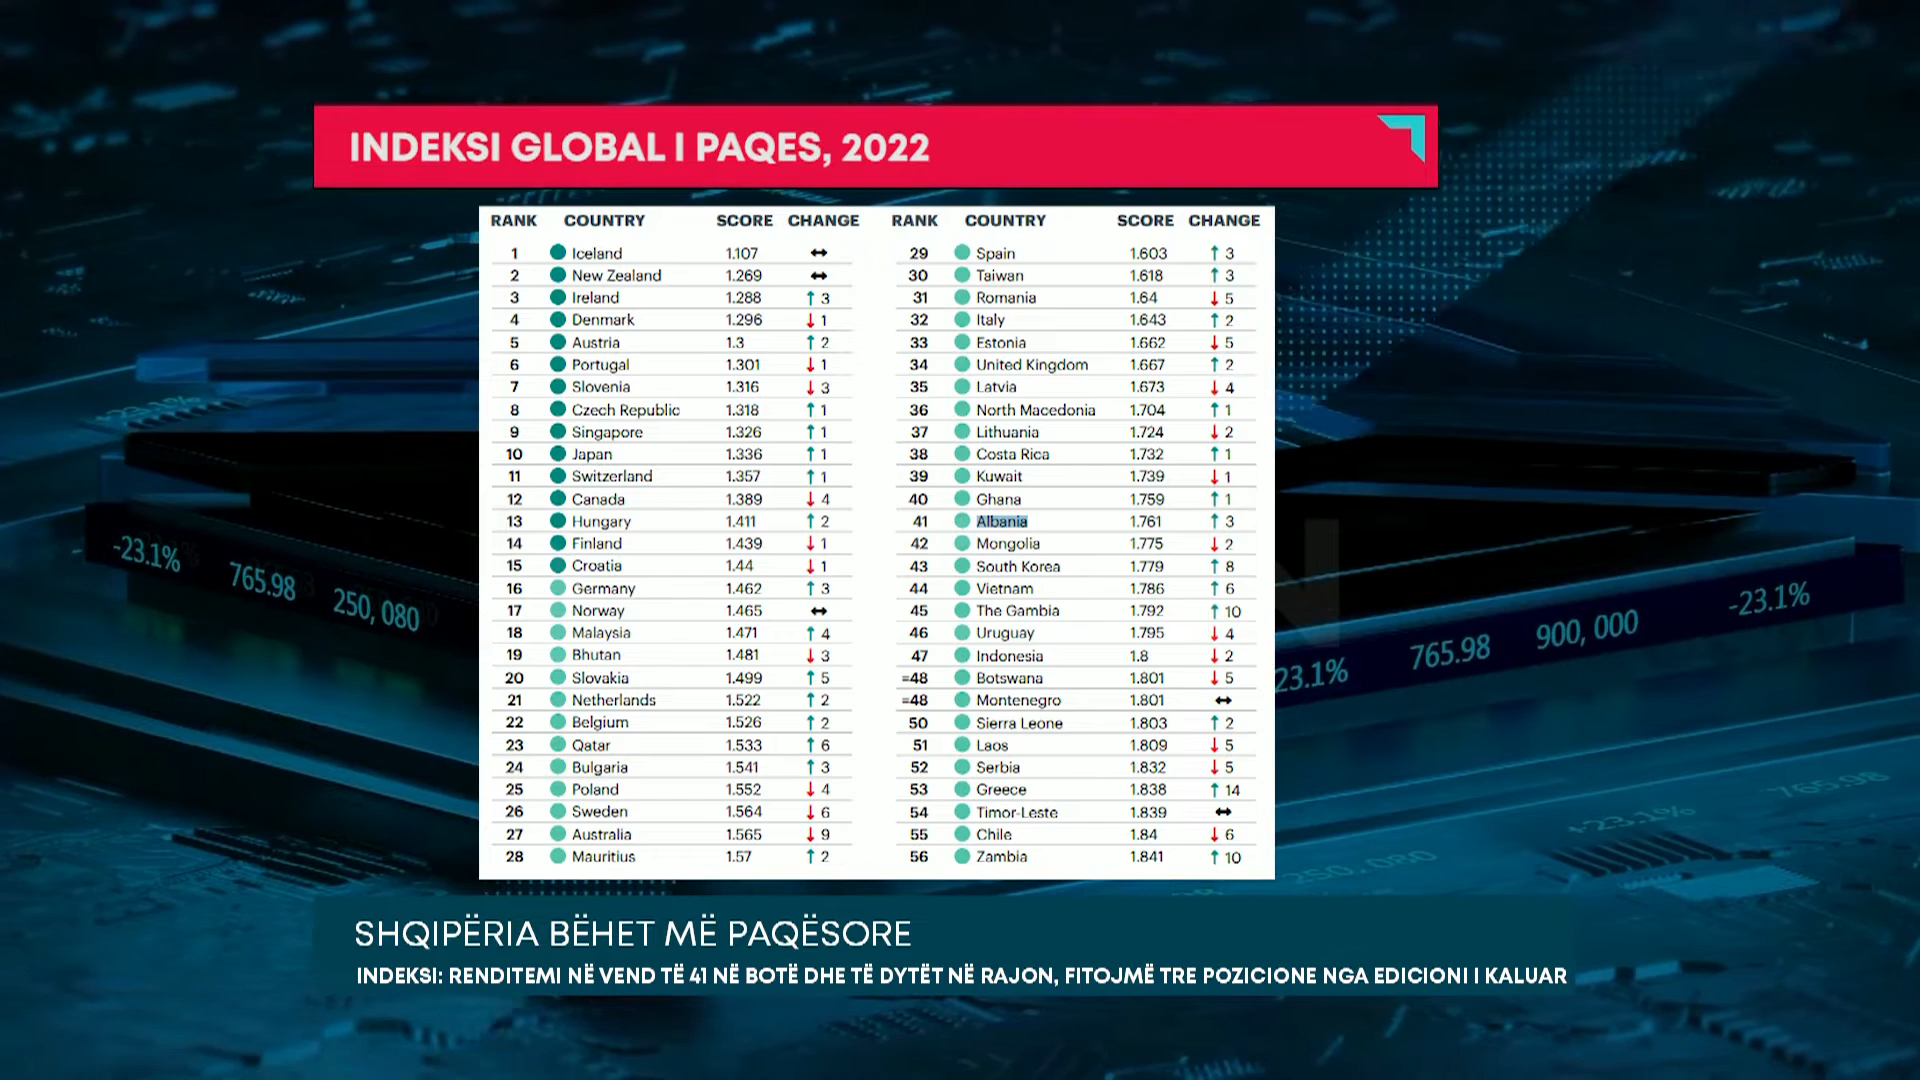 INDEKSI GLOBAL I PAQES, 2022
RANK COUNTRY SCORE CHANGE
1 Iceland 1.107 ↔
2 New Zealand 1.269 ↔
3 Ireland 1.288 ↑ 3
4 Denmark 1.296 ↓ 1
5 Austria 1.3 ↑ 2
6 Portugal 1.301 ↓ 1
7 Slovenia 1.316 ↓ 3
8 Czech Republic 1.318 ↑ 1
9 Singapore 1.326 ↑ 1
10 Japan 1.336 ↑ 1
11 Switzerland 1.357 ↑ 1
12 Canada 1.389 ↓ 4
13 Hungary 1.411 ↑ 2
14 Finland 1.439 ↓ 1
15 Croatia 1.44 ↓ 1
16 Germany 1.462 ↑ 3
17 Norway 1.465 ↔
18 Malaysia 1.471 ↑ 4
19 Bhutan 1.481 ↓ 3
20 Slovakia 1.499 ↑ 5
21 Netherlands 1.522 ↑ 2
22 Belgium 1.526 ↑ 2
23 Qatar 1.533 ↑ 6
24 Bulgaria 1.541 ↑ 3
25 Poland 1.552 ↓ 4
26 Sweden 1.564 ↓ 6
27 Australia 1.565 ↓ 9
28 Mauritius 1.57 ↑ 2
RANK COUNTRY SCORE CHANGE
29 Spain 1.603 ↑ 3
30 Taiwan 1.618 ↑ 3
31 Romania 1.64 ↓ 5
32 Italy 1.643 ↑ 2
33 Estonia 1.662 ↓ 5
34 United Kingdom 1.667 ↑ 2
35 Latvia 1.673 ↓ 4
36 North Macedonia 1.704 ↑ 1
37 Lithuania 1.724 ↓ 2
38 Costa Rica 1.732 ↑ 1
39 Kuwait 1.739 ↓ 1
40 Ghana 1.759 ↑ 1
41 Albania 1.761 ↑ 3
42 Mongolia 1.775 ↓ 2
43 South Korea 1.779 ↑ 8
44 Vietnam 1.786 ↑ 6
45 The Gambia 1.792 ↑ 10
46 Uruguay 1.795 ↓ 4
47 Indonesia 1.8 ↓ 2
=48 Botswana 1.801 ↓ 5
=48 Montenegro 1.801 ↔
50 Sierra Leone 1.803 ↑ 2
51 Laos 1.809 ↓ 5
52 Serbia 1.832 ↓ 5
53 Greece 1.838 ↑ 14
54 Timor-Leste 1.839 ↔
55 Chile 1.84 ↓ 6
56 Zambia 1.841 ↑ 10
-23.1% 765.98 250, 080
23.1% 765.98 900, 000 -23.1%
+23.1% 765.98
250,080
SHQIPËRIA BËHET MË PAQËSORE
INDEKSI: RENDITEMI NË VEND TË 41 NË BOTË DHE TË DYTËT NË RAJON, FITOJMË TRE POZICIONE NGA EDICIONI I KALUAR